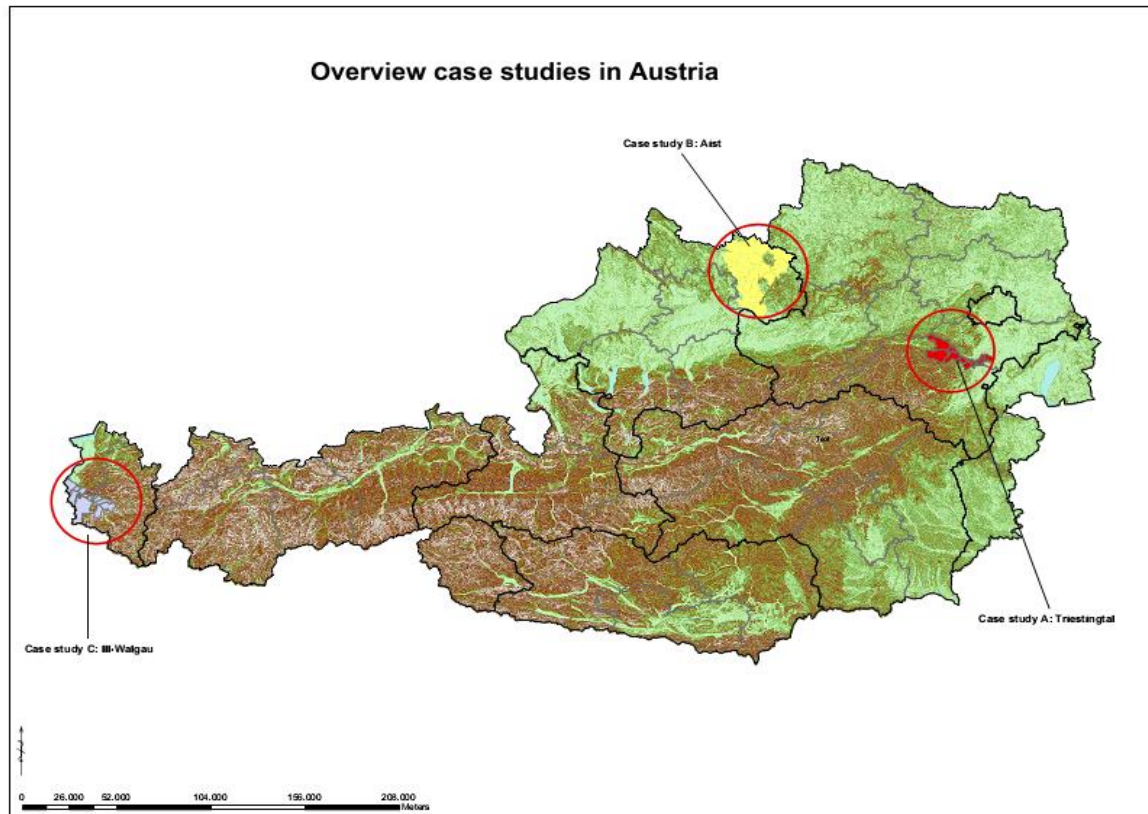 Overview case studies in Austria
Case study B: Aist
Text
Case study A: Triestingtal
Case study C: Ill-Walgau
0 26.000 52.000 104.000 156.000 208.000
Meters